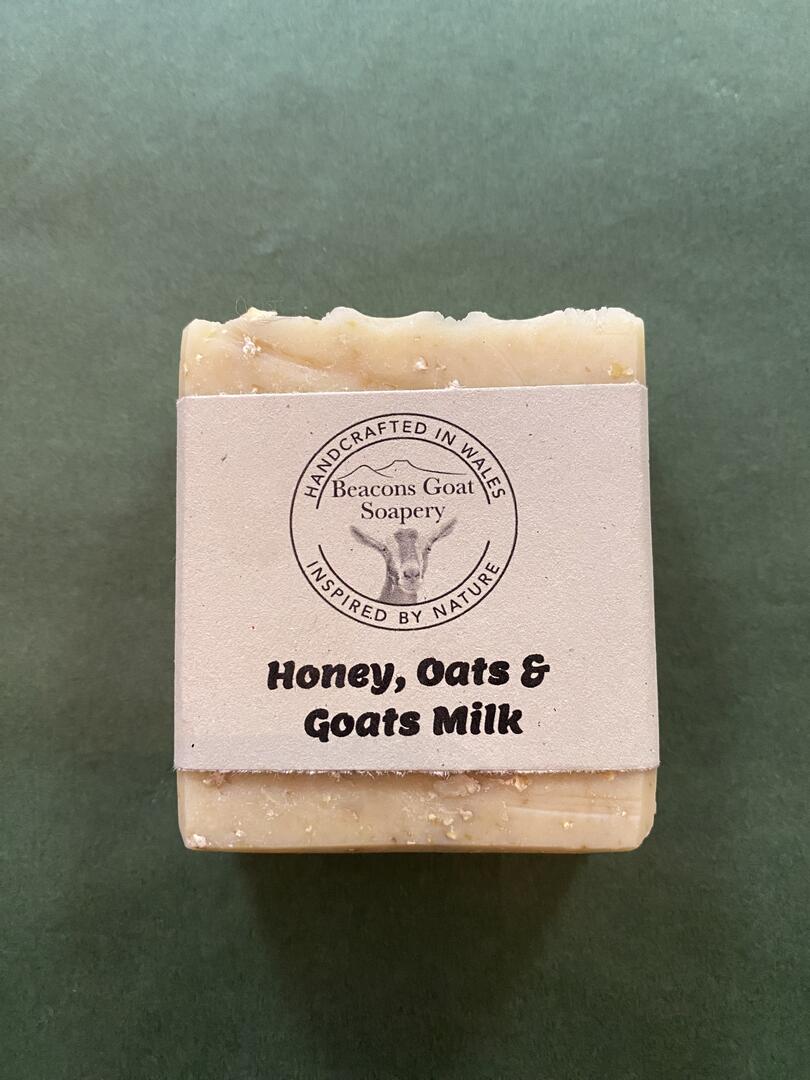 HANDCRAFTED IN WALES
Beacons Goat
Soapery
INSPIRED BY NATURE
Honey, Oats &
Goats Milk